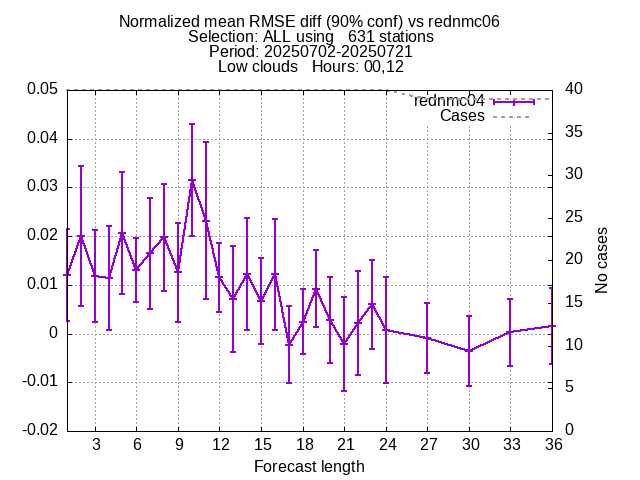 Normalized mean RMSE diff (90% conf) vs rednmc06
Selection: ALL using   631 stations
Period: 20250702-20250721
Low clouds   Hours: 00,12
0.05
0.04
0.03
0.02
0.01
0
-0.01
-0.02
40
35
30
25
20
15
10
5
0
No cases
rednmc04
Cases
3 6 9 12 15 18 21 24 27 30 33 36
Forecast length